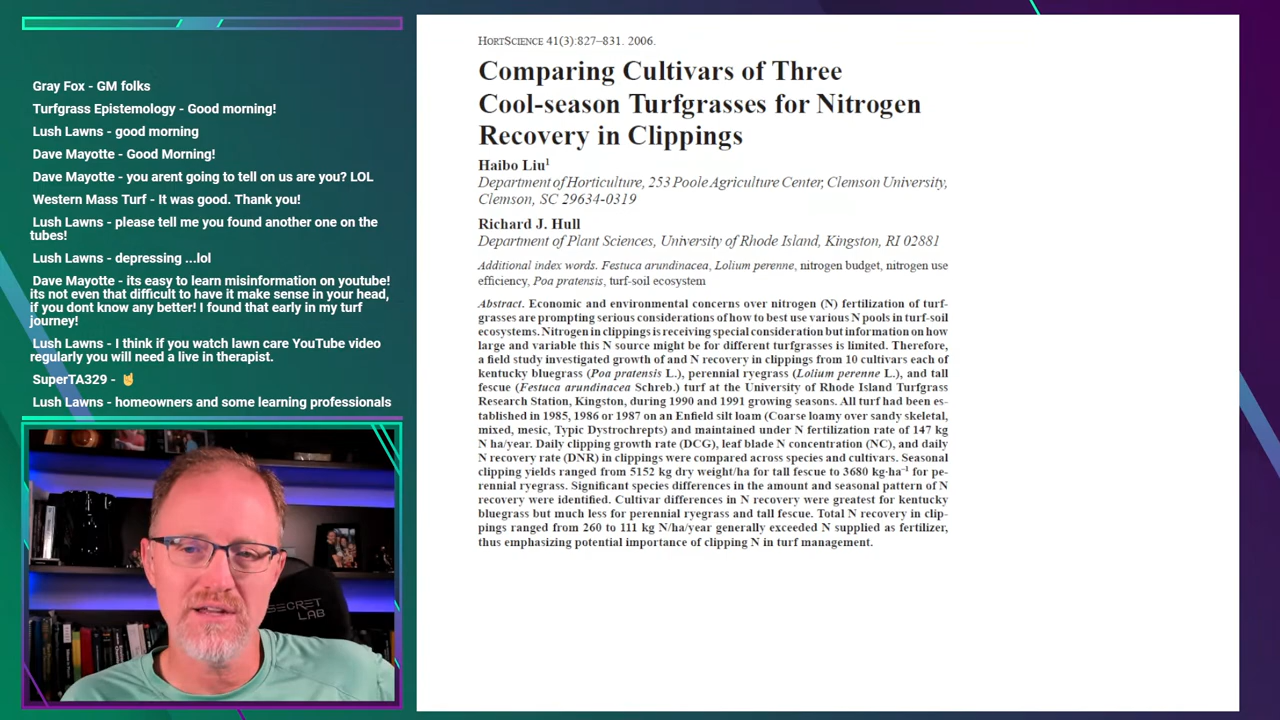 Gray Fox - GM folks
Turfgrass Epistemology - Good morning!
Lush Lawns - good morning
Dave Mayotte - Good Morning!
Dave Mayotte - you arent going to tell on us are you? LOL
Western Mass Turf - It was good. Thank you!
Lush Lawns - please tell me you found another one on the
tubes!
Lush Lawns - depressing ...lol
Dave Mayotte - its easy to learn misinformation on youtube!
its not even that difficult to have it make sense in your head,
if you dont know any better! I found that early in my turf
journey!
Lush Lawns - I think if you watch lawn care YouTube video
regularly you will need a live in therapist.
SuperTA329 - 🤘
Lush Lawns - homeowners and some learning professionals
SECRET
LAB
HORTSCIENCE 41(3):827–831. 2006.
Comparing Cultivars of Three
Cool-season Turfgrasses for Nitrogen
Recovery in Clippings
Haibo Liu¹
Department of Horticulture, 253 Poole Agriculture Center, Clemson University,
Clemson, SC 29634-0319
Richard J. Hull
Department of Plant Sciences, University of Rhode Island, Kingston, RI 02881
Additional index words. Festuca arundinacea, Lolium perenne, nitrogen budget, nitrogen use
efficiency, Poa pratensis, turf-soil ecosystem
Abstract. Economic and environmental concerns over nitrogen (N) fertilization of turf-
grasses are prompting serious considerations of how to best use various N pools in turf-soil
ecosystems. Nitrogen in clippings is receiving special consideration but information on how
large and variable this N source might be for different turfgrasses is limited. Therefore,
a field study investigated growth of and N recovery in clippings from 10 cultivars each of
kentucky bluegrass (Poa pratensis L.), perennial ryegrass (Lolium perenne L.), and tall
fescue (Festuca arundinacea Schreb.) turf at the University of Rhode Island Turfgrass
Research Station, Kingston, during 1990 and 1991 growing seasons. All turf had been es-
tablished in 1985, 1986 or 1987 on an Enfield silt loam (Coarse loamy over sandy skeletal,
mixed, mesic, Typic Dystrochrepts) and maintained under N fertilization rate of 147 kg
N ha/year. Daily clipping growth rate (DCG), leaf blade N concentration (NC), and daily
N recovery rate (DNR) in clippings were compared across species and cultivars. Seasonal
clipping yields ranged from 5152 kg dry weight/ha for tall fescue to 3680 kg·ha⁻¹ for pe-
rennial ryegrass. Significant species differences in the amount and seasonal pattern of N
recovery were identified. Cultivar differences in N recovery were greatest for kentucky
bluegrass but much less for perennial ryegrass and tall fescue. Total N recovery in clip-
pings ranged from 260 to 111 kg N/ha/year generally exceeded N supplied as fertilizer,
thus emphasizing potential importance of clipping N in turf management.